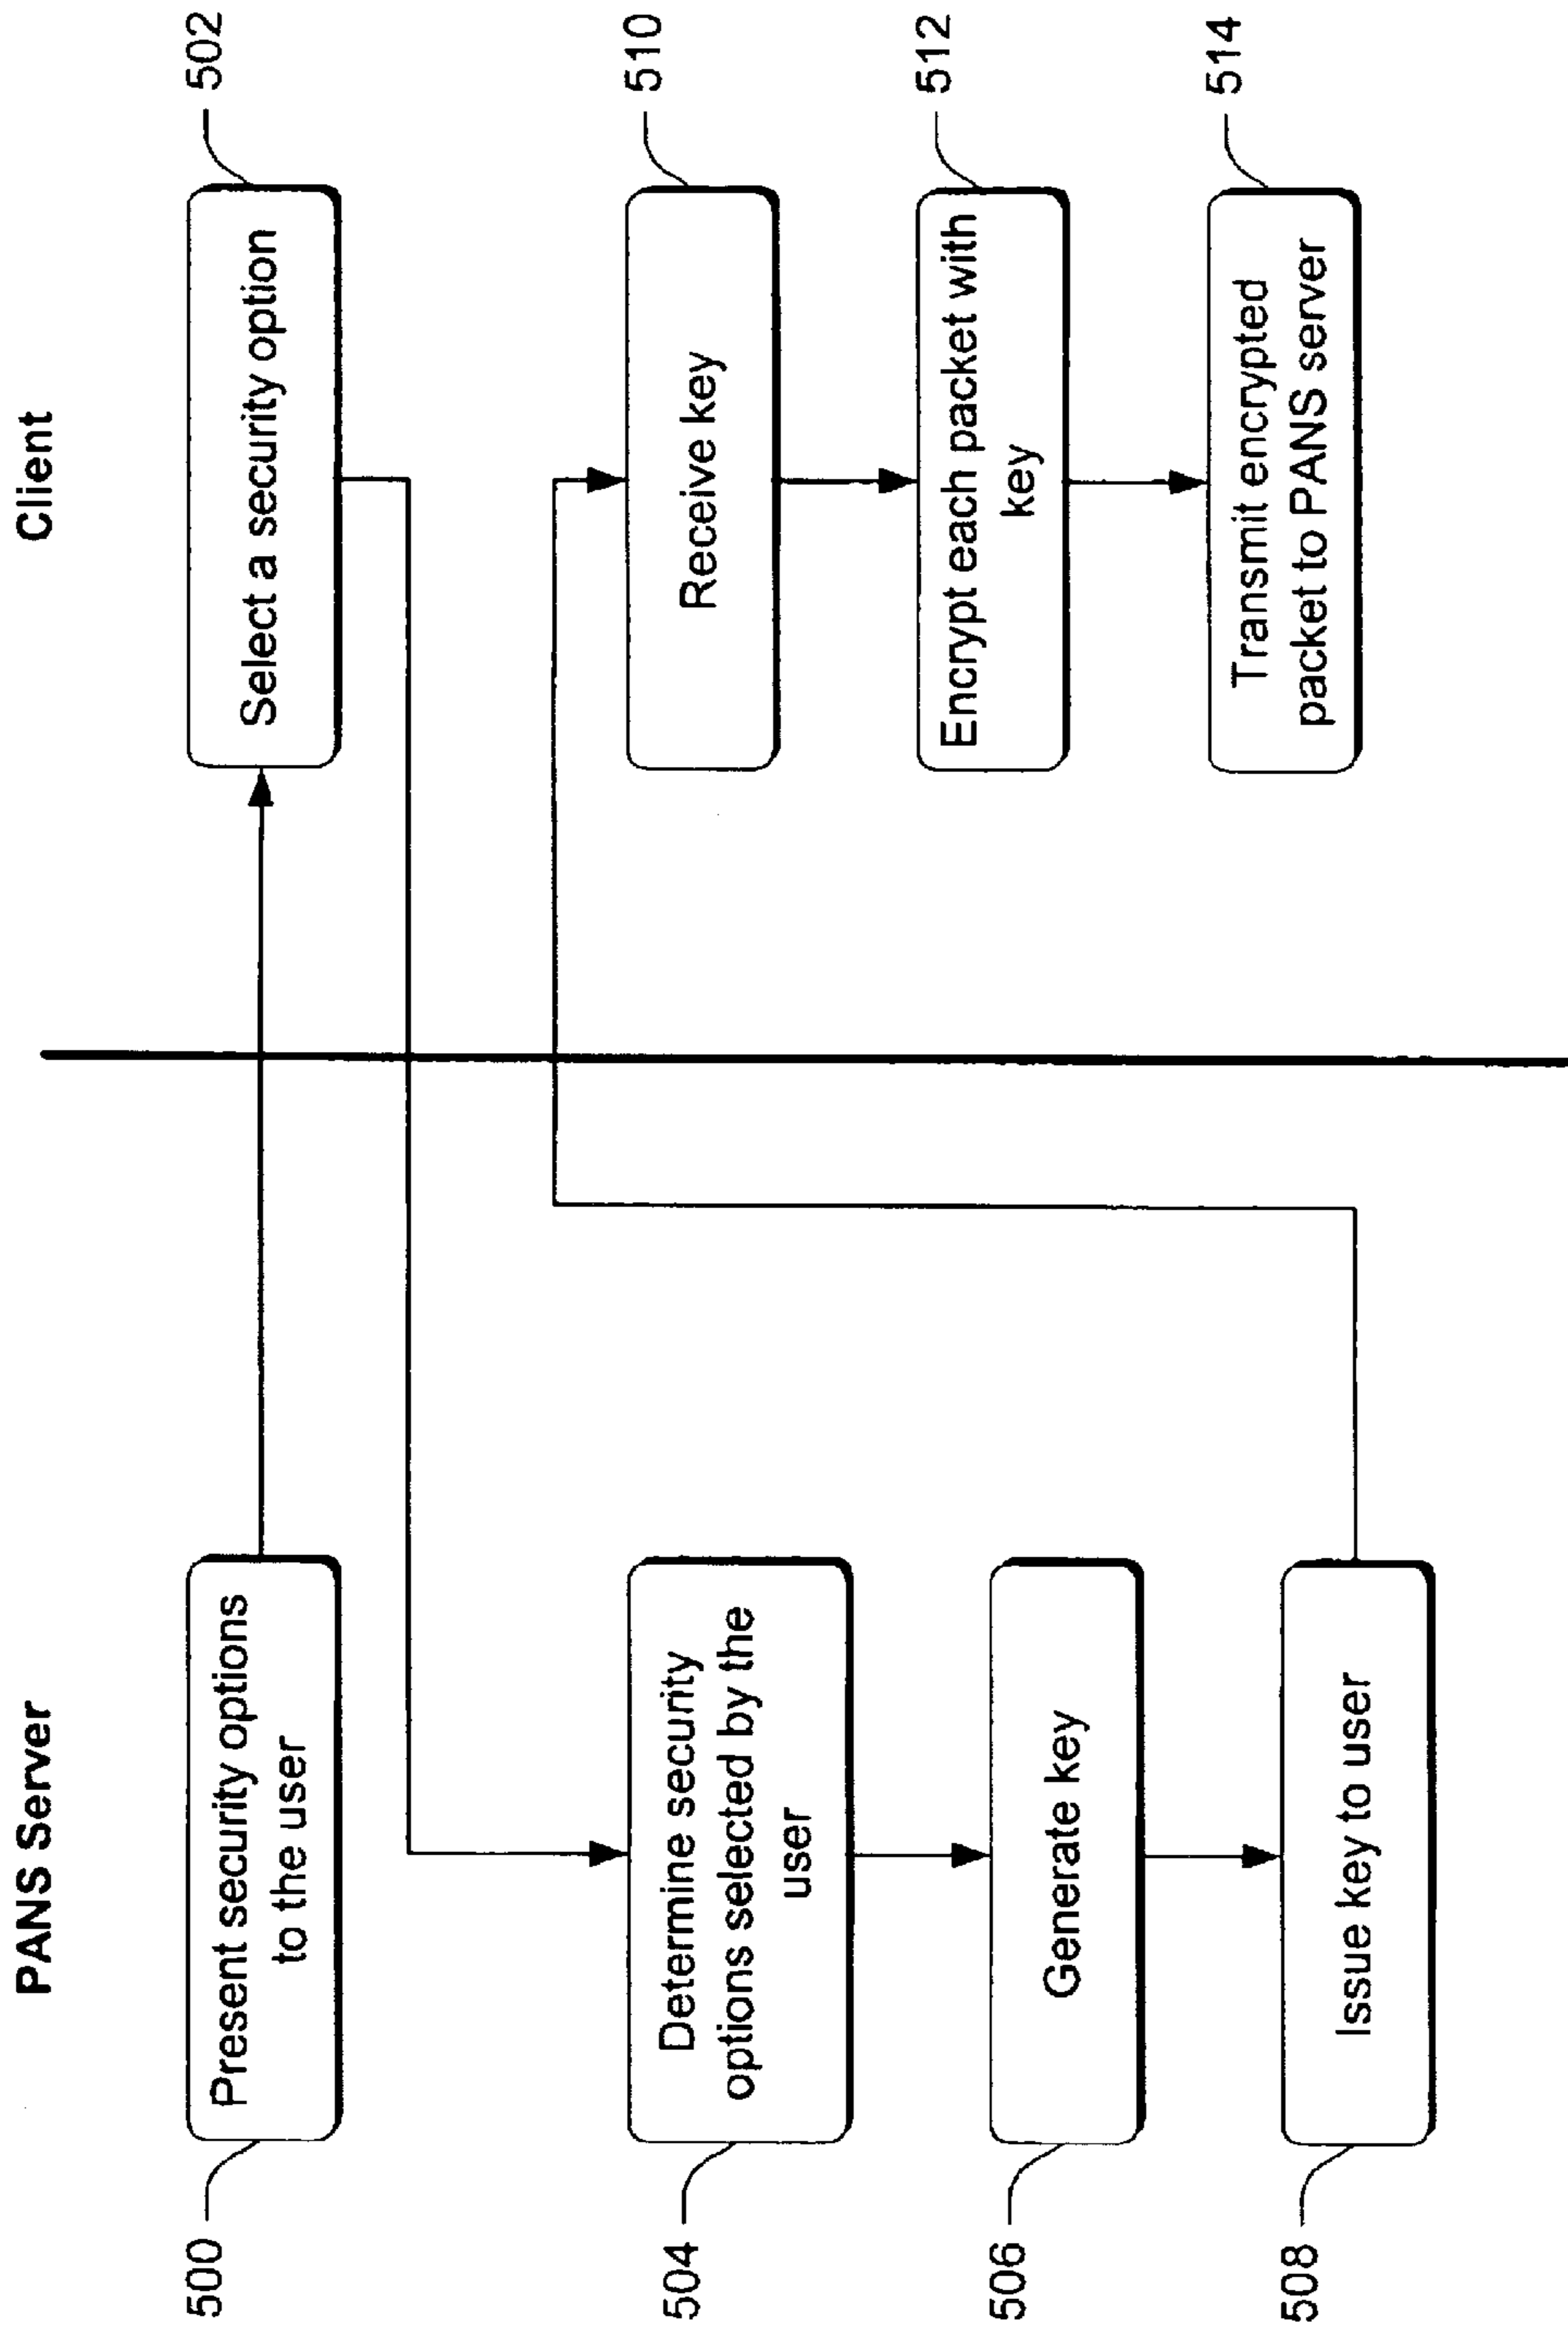 PANS Server
Client
500
Present security options
to the user
Select a security option
502
504
Determine security
options selected by the
user
506
Generate key
508
Issue key to user
Receive key
510
Encrypt each packet with
key
512
Transmit encrypted
packet to PANS server
514